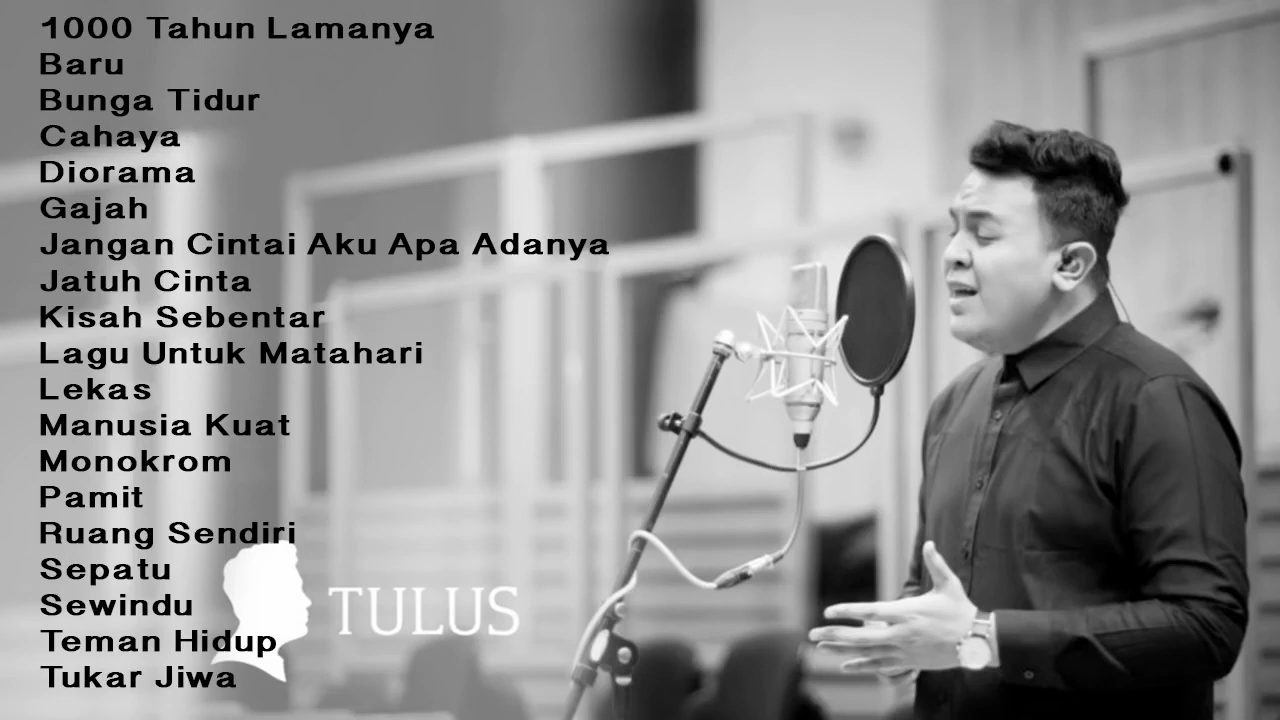 1000 Tahun Lamanya
Baru
Bunga Tidur
Cahaya
Diorama
Gajah
Jangan Cintai Aku Apa Adanya
Jatuh Cinta
Kisah Sebentar
Lagu Untuk Matahari
Lekas
Manusia Kuat
Monokrom
Pamit
Ruang Sendiri
Sepatu
Sewindu
Teman Hidup
Tukar Jiwa
TULUS